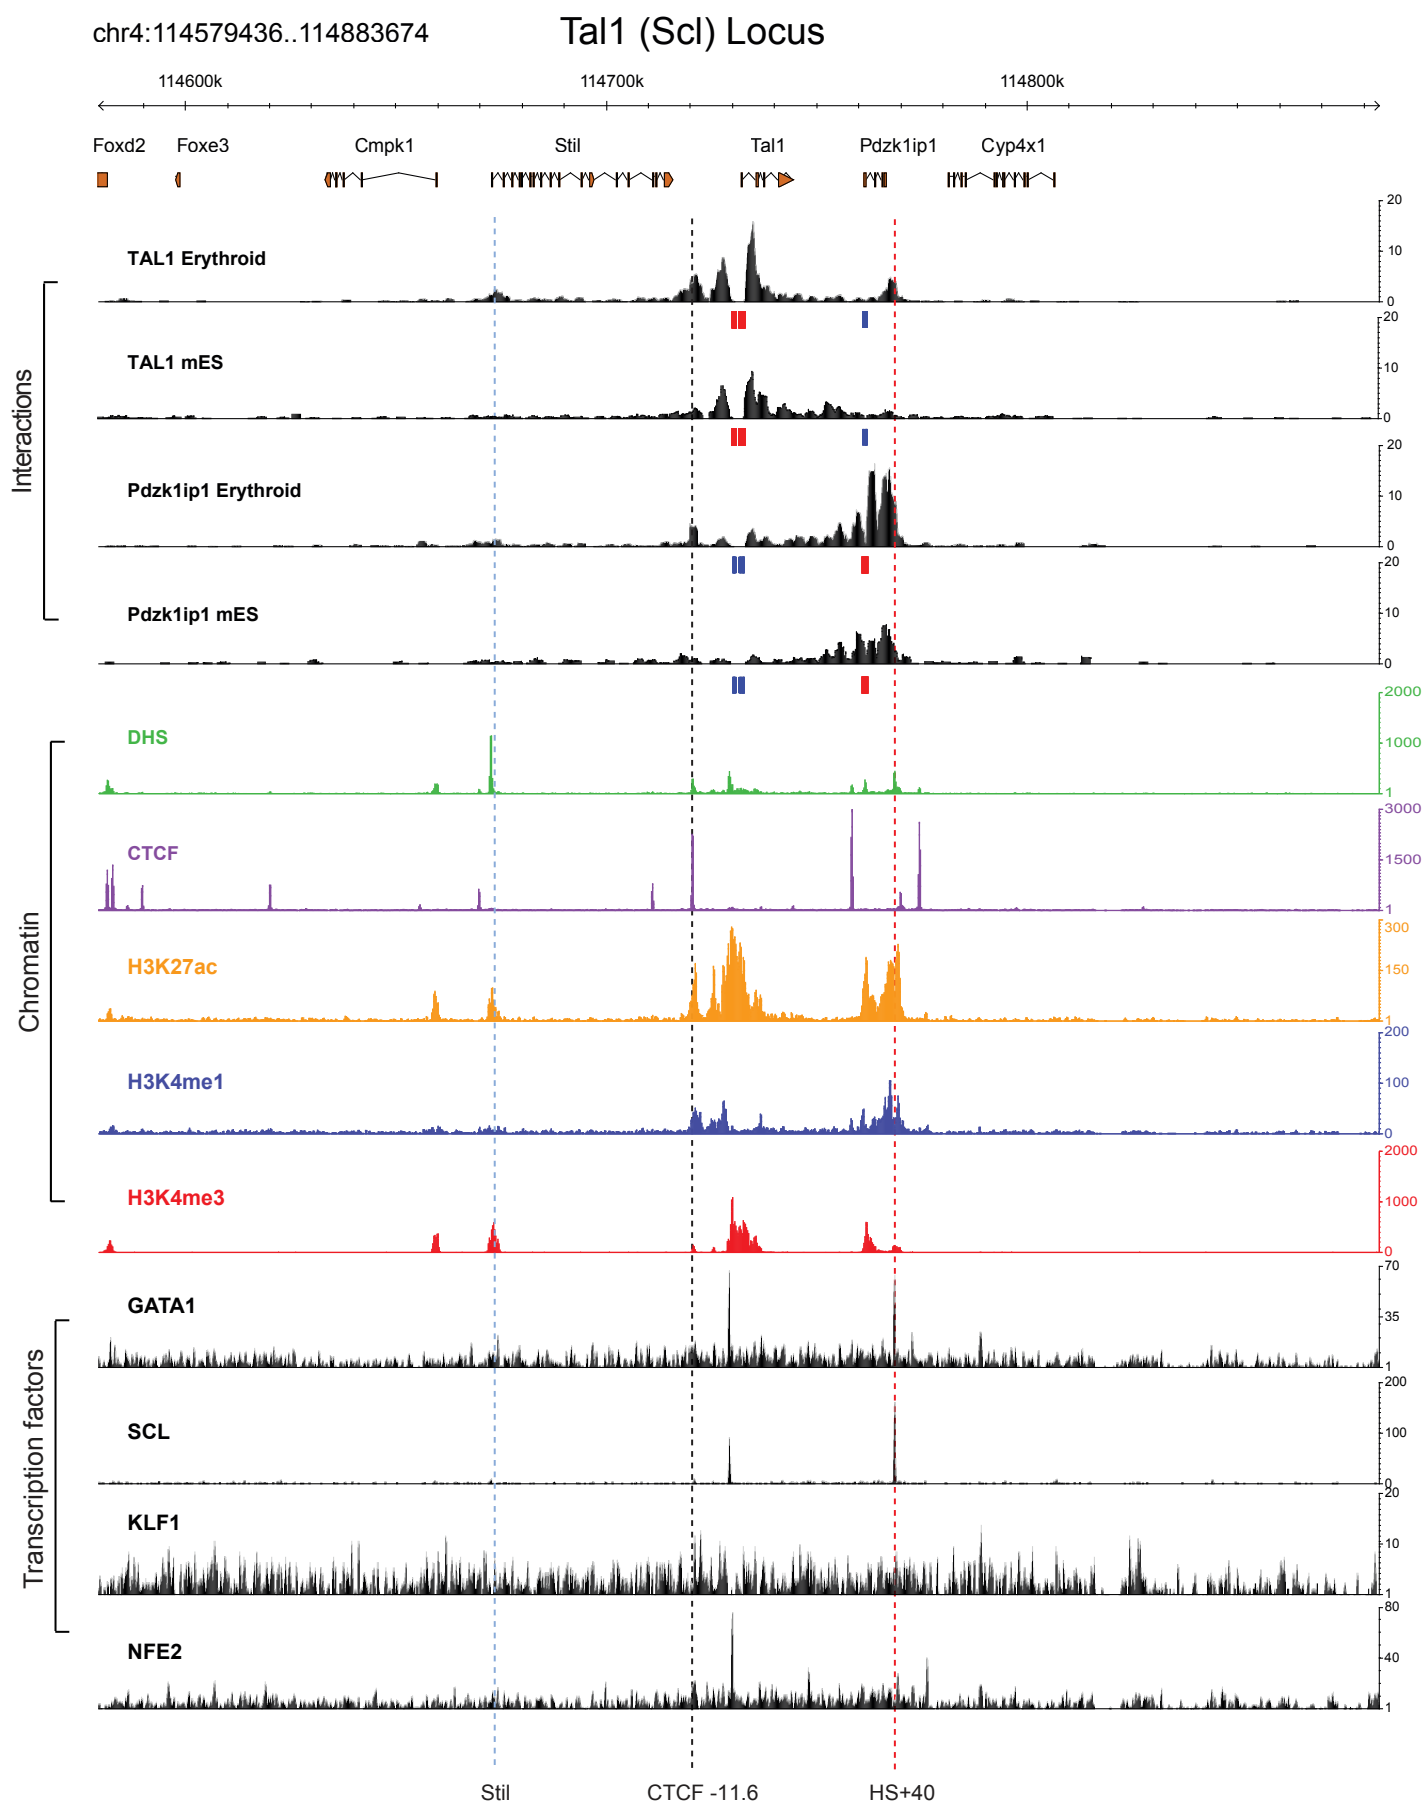 chr4:114579436..114883674
Tal1 (Scl) Locus
114600k 114700k 114800k
Foxd2 Foxe3 Cmpk1 Stil Tal1 Pdzk1ip1 Cyp4x1
Interactions
TAL1 Erythroid
20
10
0
TAL1 mES
20
10
0
Pdzk1ip1 Erythroid
20
10
0
Pdzk1ip1 mES
20
10
0
Chromatin
DHS
2000
1000
1
CTCF
3000
1500
1
H3K27ac
300
150
1
H3K4me1
200
100
0
H3K4me3
2000
1000
0
Transcription factors
GATA1
70
35
1
SCL
200
100
0
KLF1
20
10
1
NFE2
80
40
1
Stil CTCF -11.6 HS+40